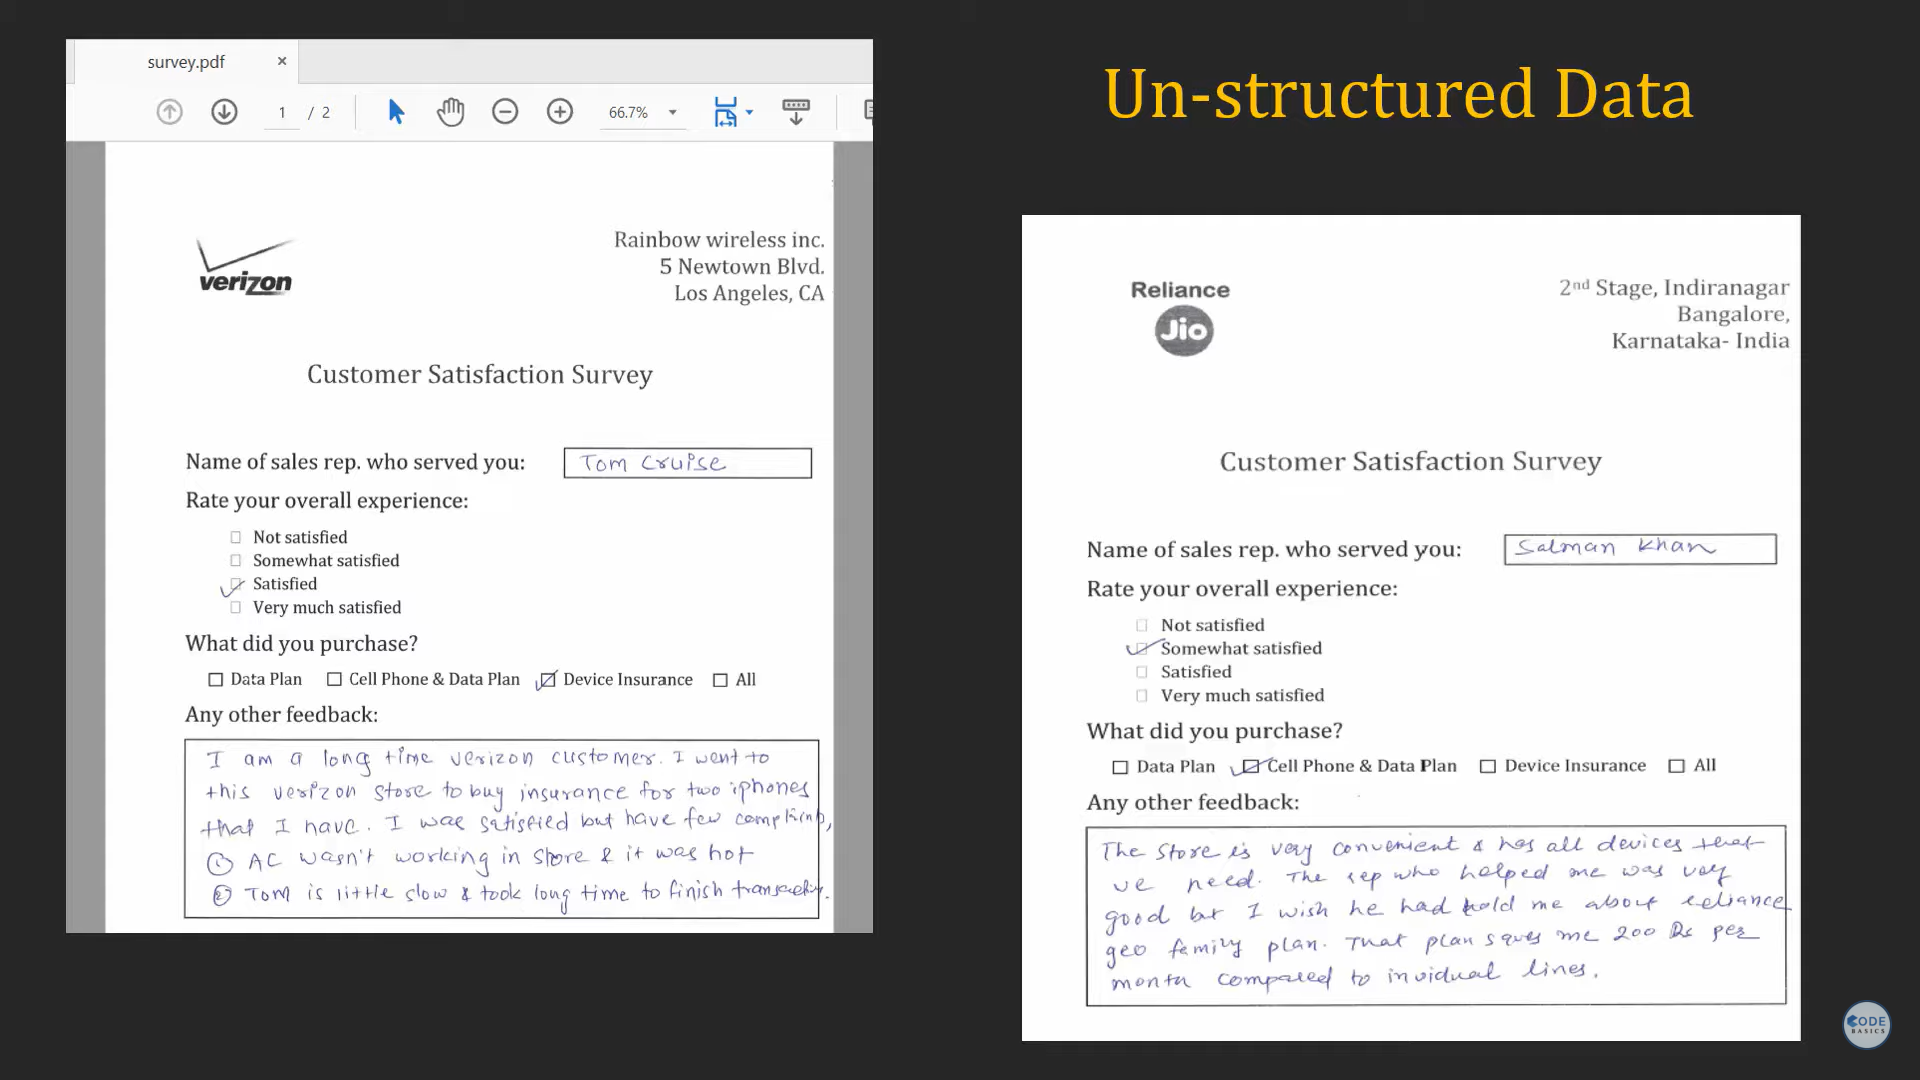 Un-structured Data
survey.pdf ×
1 / 2 66.7%
verizon
Rainbow wireless inc.
5 Newtown Blvd.
Los Angeles, CA
Customer Satisfaction Survey
Name of sales rep. who served you: Tom Cruise
Rate your overall experience:
Not satisfied
Somewhat satisfied
Satisfied
Very much satisfied
What did you purchase?
Data Plan Cell Phone & Data Plan Device Insurance All
Any other feedback:
I am a long time verizon customer. I went to
this verizon store to buy insurance for two iphones
that I have. I was satisfied but have few
① AC wasn't working in store & it was hot
② Tom is little slow & took long time to finish
Reliance
Jio
2nd Stage, Indiranagar
Bangalore,
Karnataka- India
Customer Satisfaction Survey
Name of sales rep. who served you: Salman Khan
Rate your overall experience:
Not satisfied
Somewhat satisfied
Satisfied
Very much satisfied
What did you purchase?
Data Plan Cell Phone & Data Plan Device Insurance All
Any other feedback:
The store is very convenient & has all devices that
we need. The rep who helped me was very
good but I wish he had told me about reliance
geo family plan. That plan saves me 200 Rs per
month compared to invidual lines.
CODE
BASICS